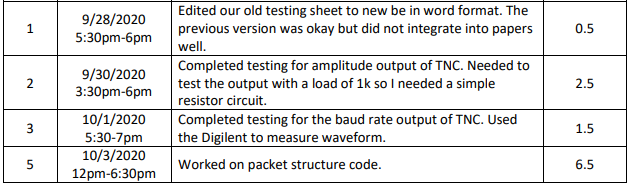 1
9/28/2020
5:30pm-6pm
Edited our old testing sheet to new be in word format. The
previous version was okay but did not integrate into papers
well.
0.5
2
9/30/2020
3:30pm-6pm
Completed testing for amplitude output of TNC. Needed to
test the output with a load of 1k so I needed a simple
resistor circuit.
2.5
3
10/1/2020
5:30-7pm
Completed testing for the baud rate output of TNC. Used
the Digilent to measure waveform.
1.5
5
10/3/2020
12pm-6:30pm
Worked on packet structure code.
6.5